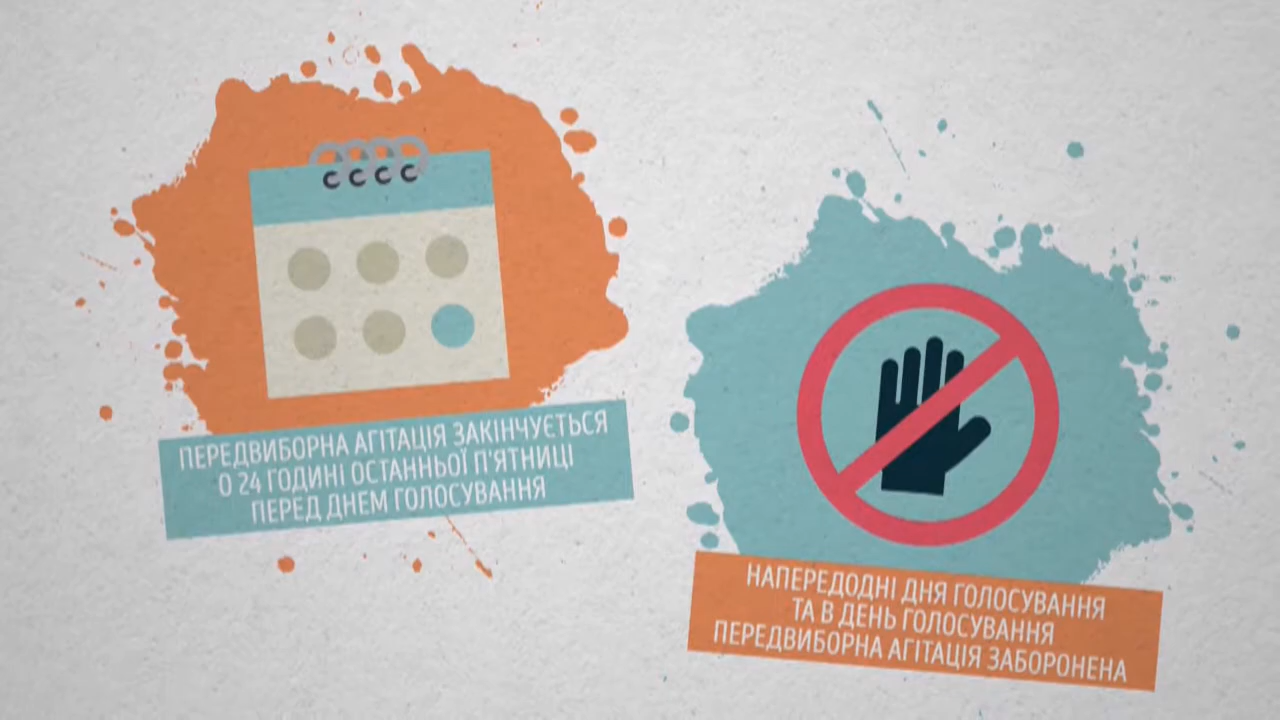 ПЕРЕДВИБОРНА АГІТАЦІЯ ЗАКІНЧУЄТЬСЯ
О 24 ГОДИНІ ОСТАННЬОЇ П'ЯТНИЦІ
ПЕРЕД ДНЕМ ГОЛОСУВАННЯ
НАПЕРЕДОДНІ ДНЯ ГОЛОСУВАННЯ
ТА В ДЕНЬ ГОЛОСУВАННЯ
ПЕРЕДВИБОРНА АГІТАЦІЯ ЗАБОРОНЕНА